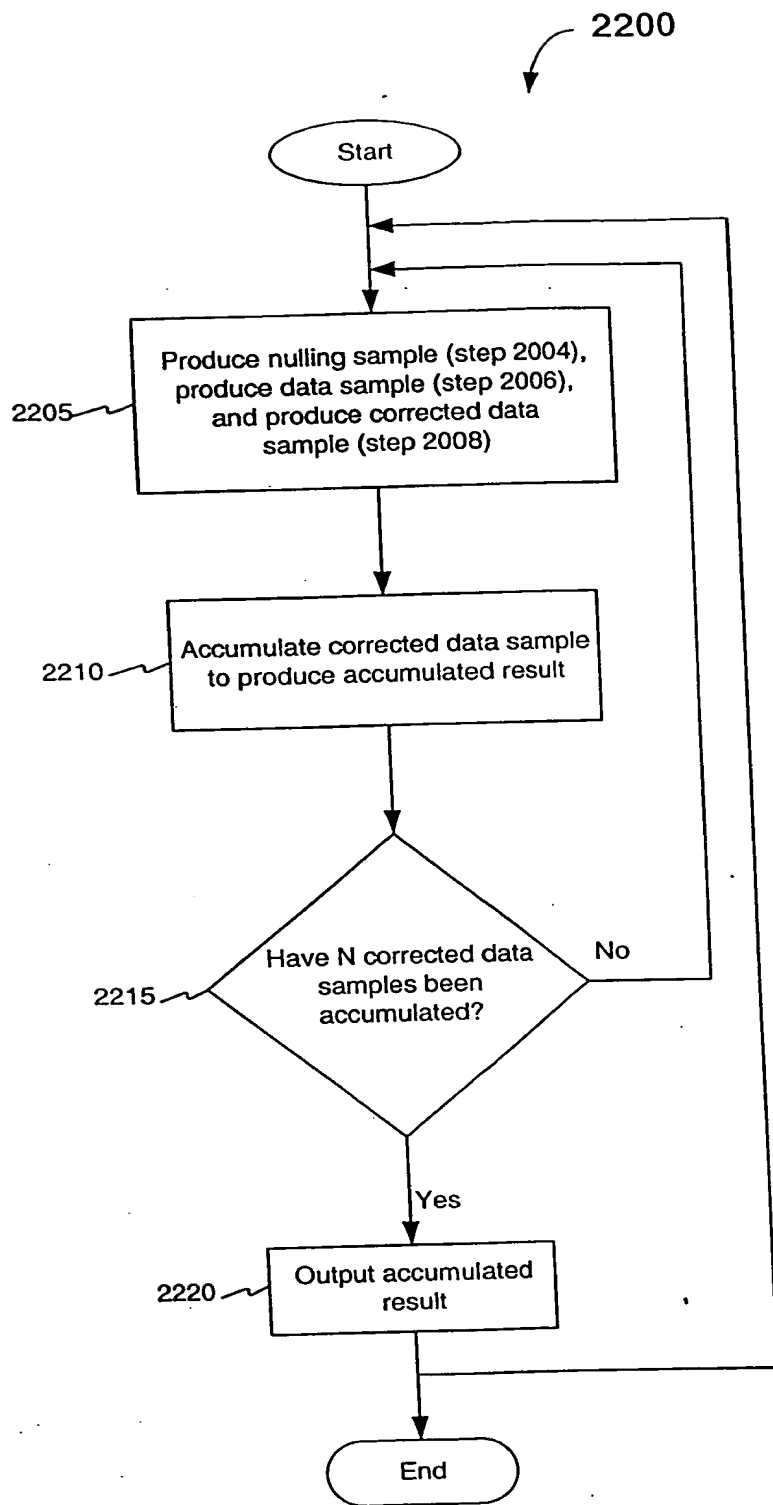 2200
Start
Produce nulling sample (step 2004),
produce data sample (step 2006),
and produce corrected data
sample (step 2008)
2205
Accumulate corrected data sample
to produce accumulated result
2210
Have N corrected data
samples been
accumulated?
No
2215
Yes
Output accumulated
result
2220
End